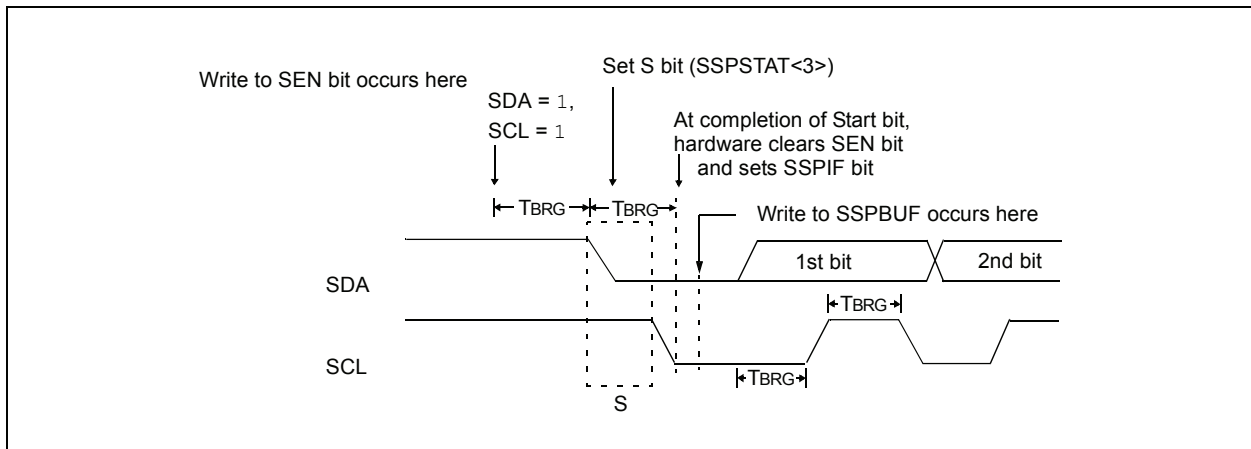 Write to SEN bit occurs here
Set S bit (SSPSTAT<3>)
SDA = 1,
SCL = 1
At completion of Start bit,
hardware clears SEN bit
and sets SSPIF bit
TBRG
TBRG
Write to SSPBUF occurs here
SDA
1st bit
2nd bit
TBRG
SCL
TBRG
S